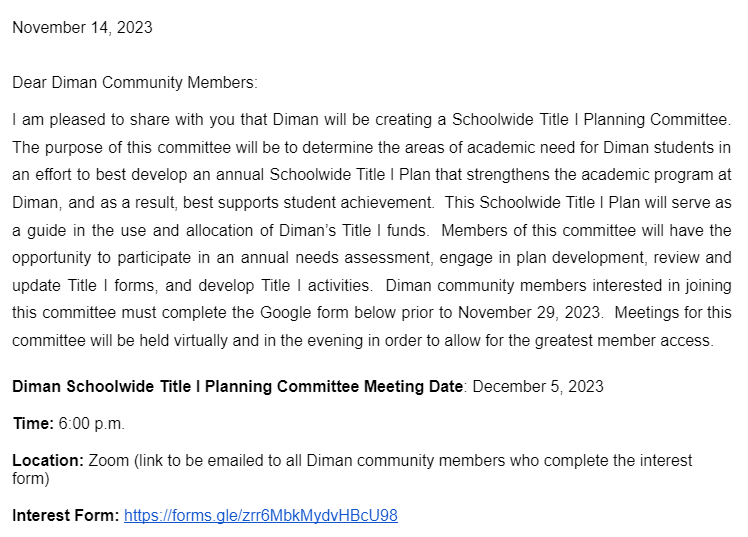 November 14, 2023
Dear Diman Community Members:
I am pleased to share with you that Diman will be creating a Schoolwide Title I Planning Committee.
The purpose of this committee will be to determine the areas of academic need for Diman students in
an effort to best develop an annual Schoolwide Title I Plan that strengthens the academic program at
Diman, and as a result, best supports student achievement.  This Schoolwide Title I Plan will serve as
a guide in the use and allocation of Diman's Title I funds.  Members of this committee will have the
opportunity to participate in an annual needs assessment, engage in plan development, review and
update Title I forms, and develop Title I activities.  Diman community members interested in joining
this committee must complete the Google form below prior to November 29, 2023.  Meetings for this
committee will be held virtually and in the evening in order to allow for the greatest member access.
Diman Schoolwide Title I Planning Committee Meeting Date: December 5, 2023
Time: 6:00 p.m.
Location: Zoom (link to be emailed to all Diman community members who complete the interest
form)
Interest Form: https://forms.gle/zrr6MbkMydvHBcU98